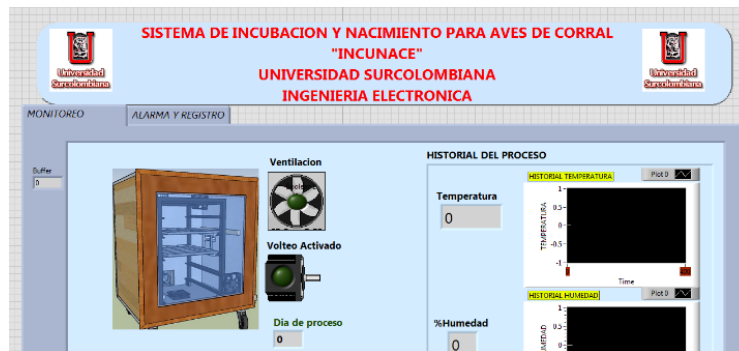 SISTEMA DE INCUBACION Y NACIMIENTO PARA AVES DE CORRAL
"INCUNACE"
UNIVERSIDAD SURCOLOMBIANA
INGENIERIA ELECTRONICA
Universidad
Surcolombiana
Universidad
Surcolombiana
MONITOREO
ALARMA Y REGISTRO
Buffer
0
Ventilacion
Volteo Activado
Dia de proceso
0
HISTORIAL DEL PROCESO
Temperatura
0
%Humedad
0
HISTORIAL TEMPERATURA
Plot 0
TEMPERATURA
1
0.5
0
-0.5
-1
0
Time
HISTORIAL HUMEDAD
Plot 0
1
0.5